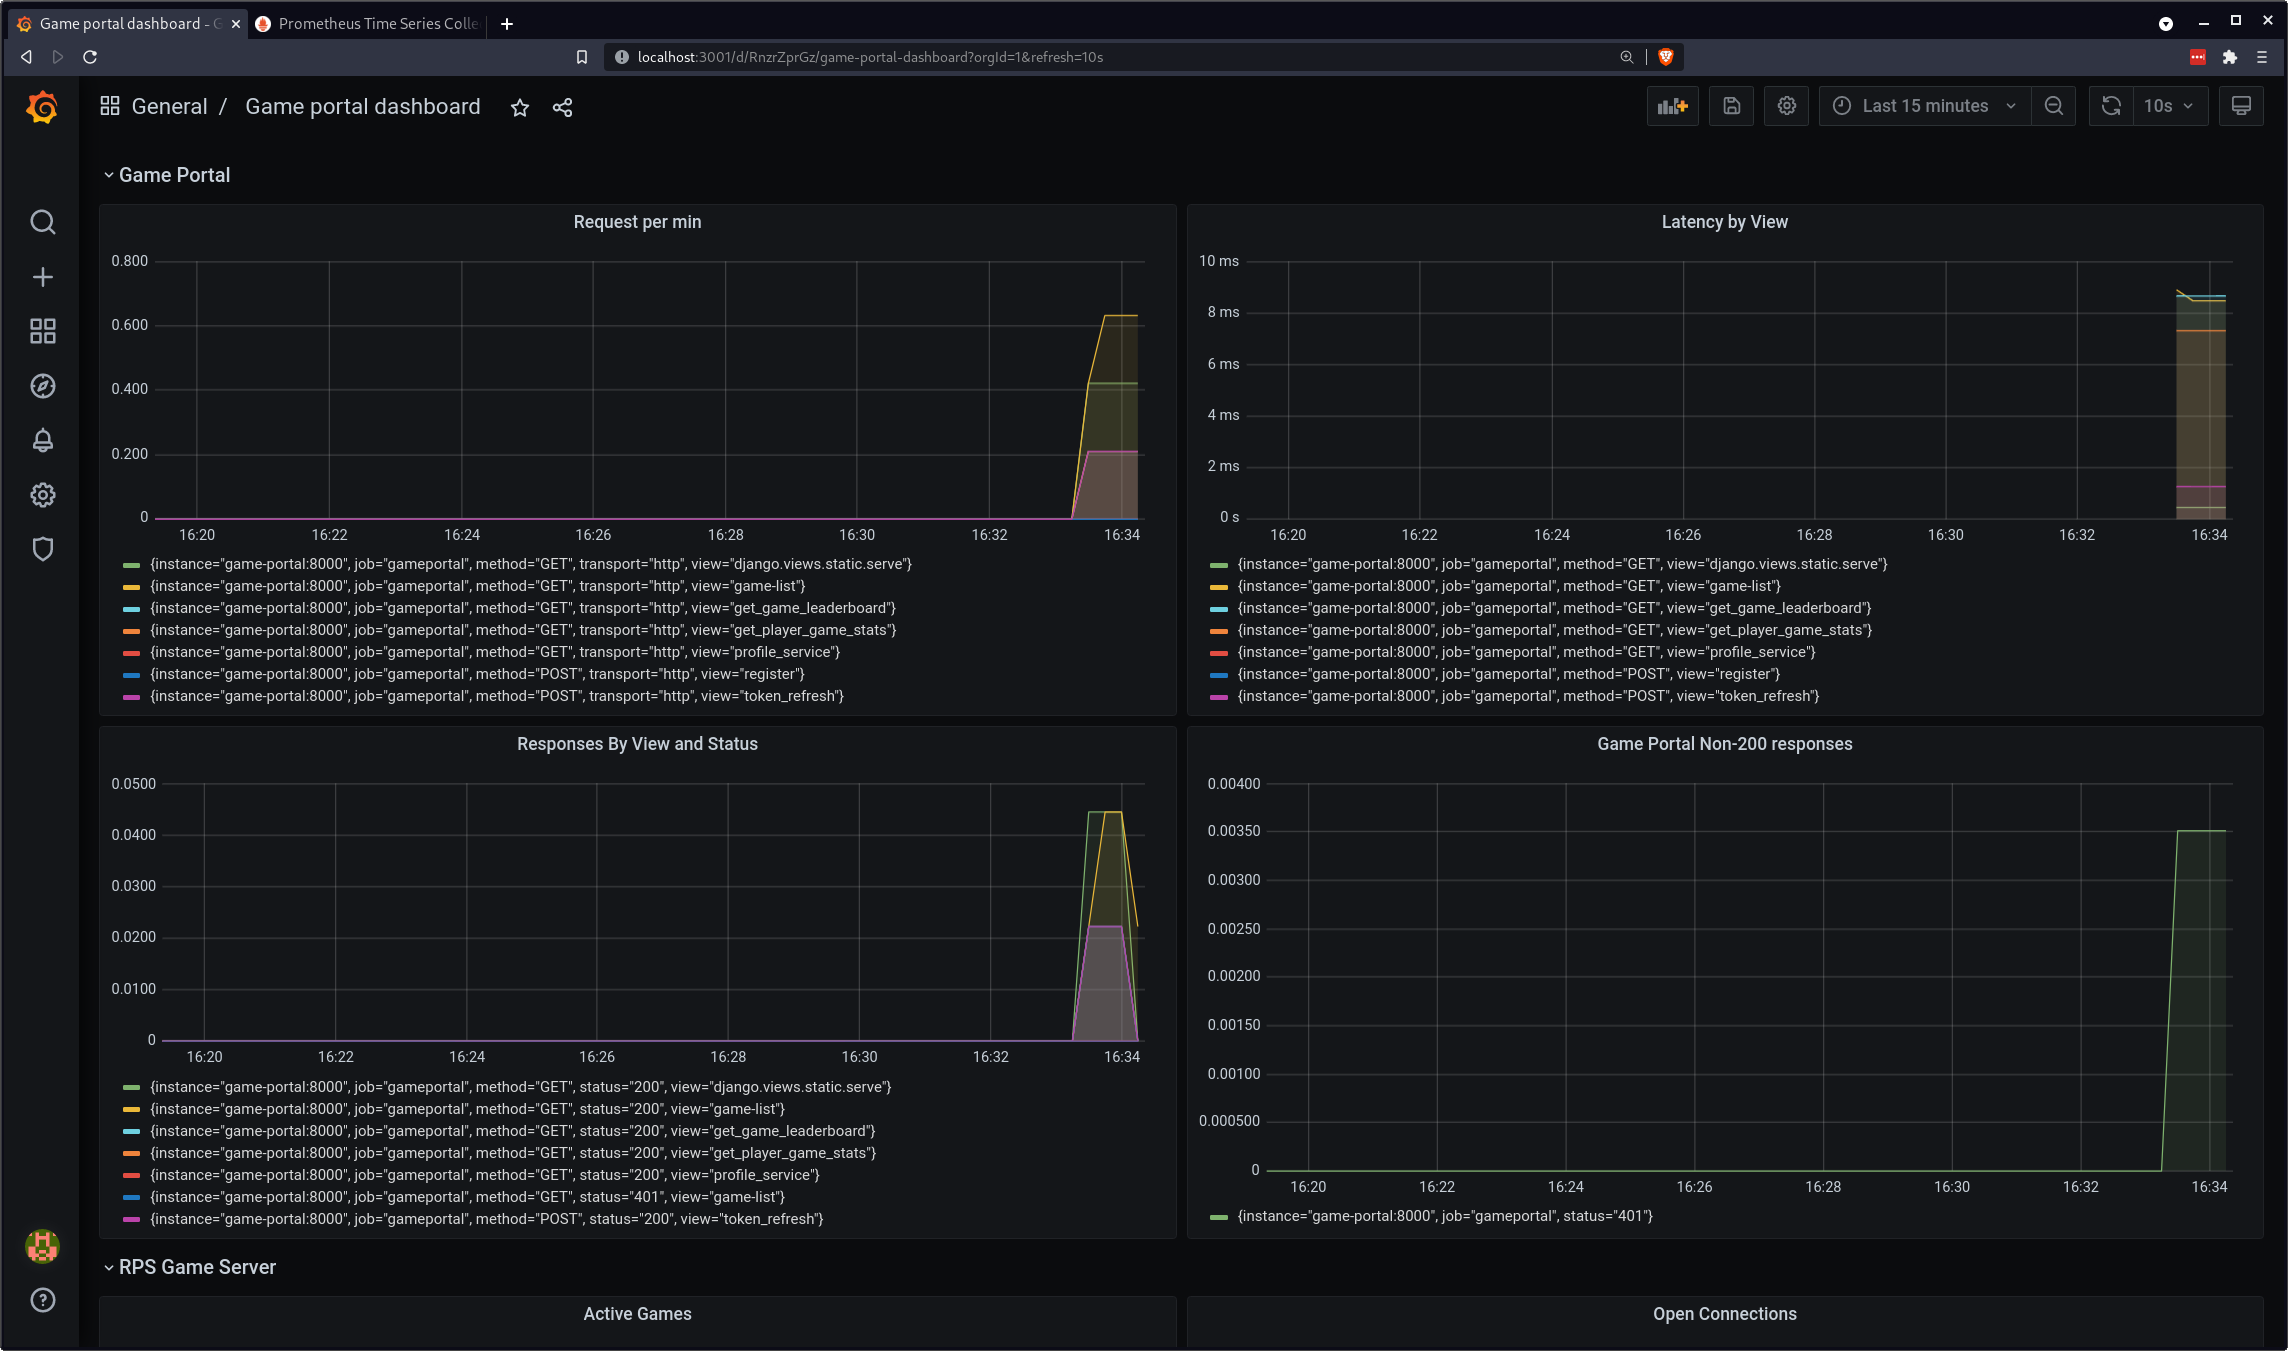 Game portal dashboard - G
Prometheus Time Series Colle
localhost:3001/d/RnzrZprGz/game-portal-dashboard?orgId=1&refresh=10s
General / Game portal dashboard
Last 15 minutes
10s
Game Portal
Request per min
0.800
0.600
0.400
0.200
0
16:20 16:22 16:24 16:26 16:28 16:30 16:32 16:34
{instance="game-portal:8000", job="gameportal", method="GET", transport="http", view="django.views.static.serve"}
{instance="game-portal:8000", job="gameportal", method="GET", transport="http", view="game-list"}
{instance="game-portal:8000", job="gameportal", method="GET", transport="http", view="get_game_leaderboard"}
{instance="game-portal:8000", job="gameportal", method="GET", transport="http", view="get_player_game_stats"}
{instance="game-portal:8000", job="gameportal", method="GET", transport="http", view="profile_service"}
{instance="game-portal:8000", job="gameportal", method="POST", transport="http", view="register"}
{instance="game-portal:8000", job="gameportal", method="POST", transport="http", view="token_refresh"}
Latency by View
10 ms
8 ms
6 ms
4 ms
2 ms
0 s
16:20 16:22 16:24 16:26 16:28 16:30 16:32 16:34
{instance="game-portal:8000", job="gameportal", method="GET", view="django.views.static.serve"}
{instance="game-portal:8000", job="gameportal", method="GET", view="game-list"}
{instance="game-portal:8000", job="gameportal", method="GET", view="get_game_leaderboard"}
{instance="game-portal:8000", job="gameportal", method="GET", view="get_player_game_stats"}
{instance="game-portal:8000", job="gameportal", method="GET", view="profile_service"}
{instance="game-portal:8000", job="gameportal", method="POST", view="register"}
{instance="game-portal:8000", job="gameportal", method="POST", view="token_refresh"}
Responses By View and Status
0.0500
0.0400
0.0300
0.0200
0.0100
0
16:20 16:22 16:24 16:26 16:28 16:30 16:32 16:34
{instance="game-portal:8000", job="gameportal", method="GET", status="200", view="django.views.static.serve"}
{instance="game-portal:8000", job="gameportal", method="GET", status="200", view="game-list"}
{instance="game-portal:8000", job="gameportal", method="GET", status="200", view="get_game_leaderboard"}
{instance="game-portal:8000", job="gameportal", method="GET", status="200", view="get_player_game_stats"}
{instance="game-portal:8000", job="gameportal", method="GET", status="200", view="profile_service"}
{instance="game-portal:8000", job="gameportal", method="GET", status="401", view="game-list"}
{instance="game-portal:8000", job="gameportal", method="POST", status="200", view="token_refresh"}
Game Portal Non-200 responses
0.00400
0.00350
0.00300
0.00250
0.00200
0.00150
0.00100
0.000500
0
16:20 16:22 16:24 16:26 16:28 16:30 16:32 16:34
{instance="game-portal:8000", job="gameportal", status="401"}
RPS Game Server
Active Games
Open Connections